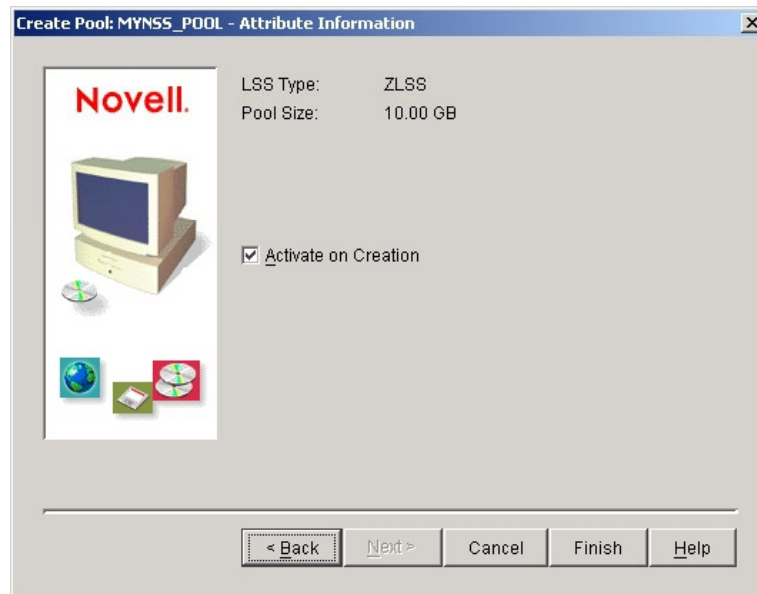 Create Pool: MYNSS_POOL - Attribute Information
Novell.
LSS Type: ZLSS
Pool Size: 10.00 GB
Activate on Creation
< Back Next > Cancel Finish Help